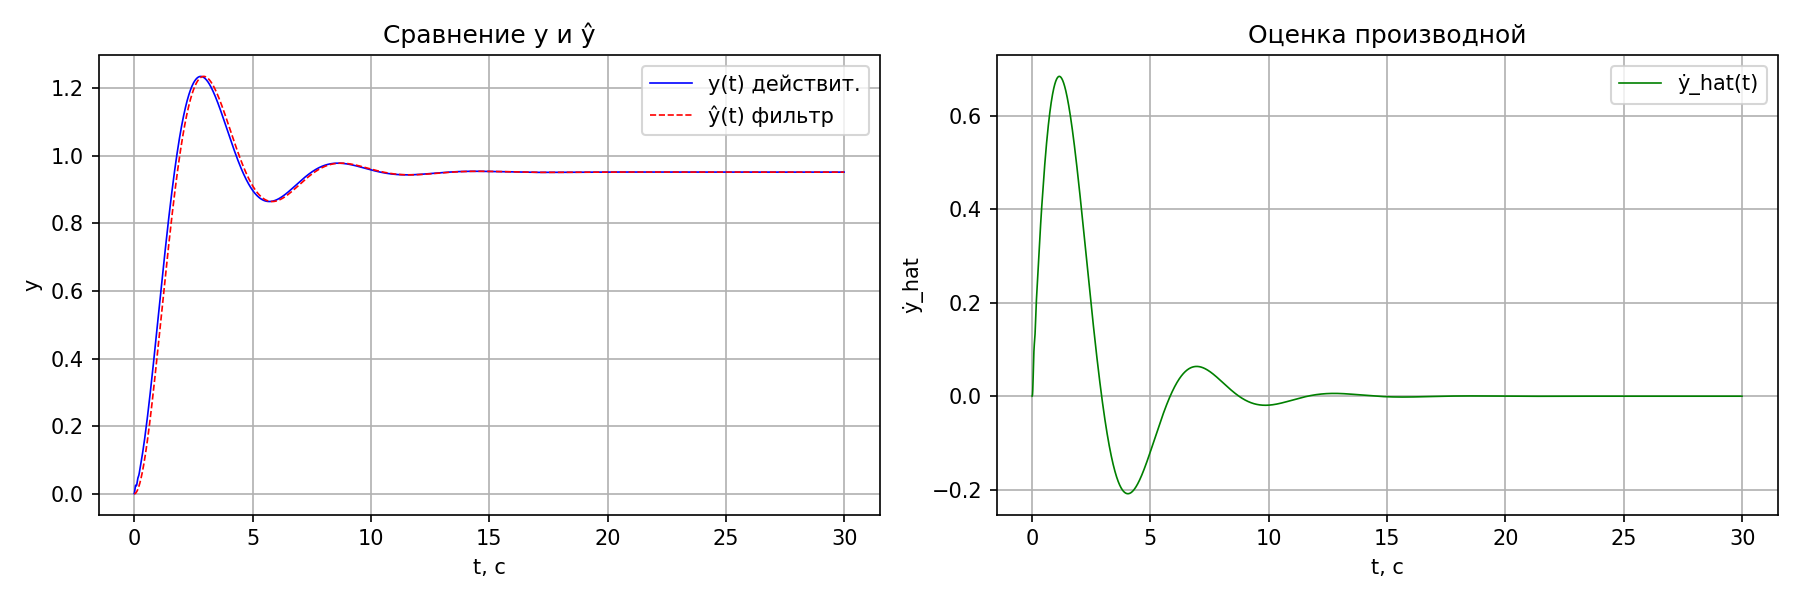 Сравнение y и ŷ
y(t) действит.
ŷ(t) фильтр
y
1.2
1.0
0.8
0.6
0.4
0.2
0.0
0 5 10 15 20 25 30
t, с
Оценка производной
ẏ_hat(t)
ẏ_hat
0.6
0.4
0.2
0.0
−0.2
0 5 10 15 20 25 30
t, с